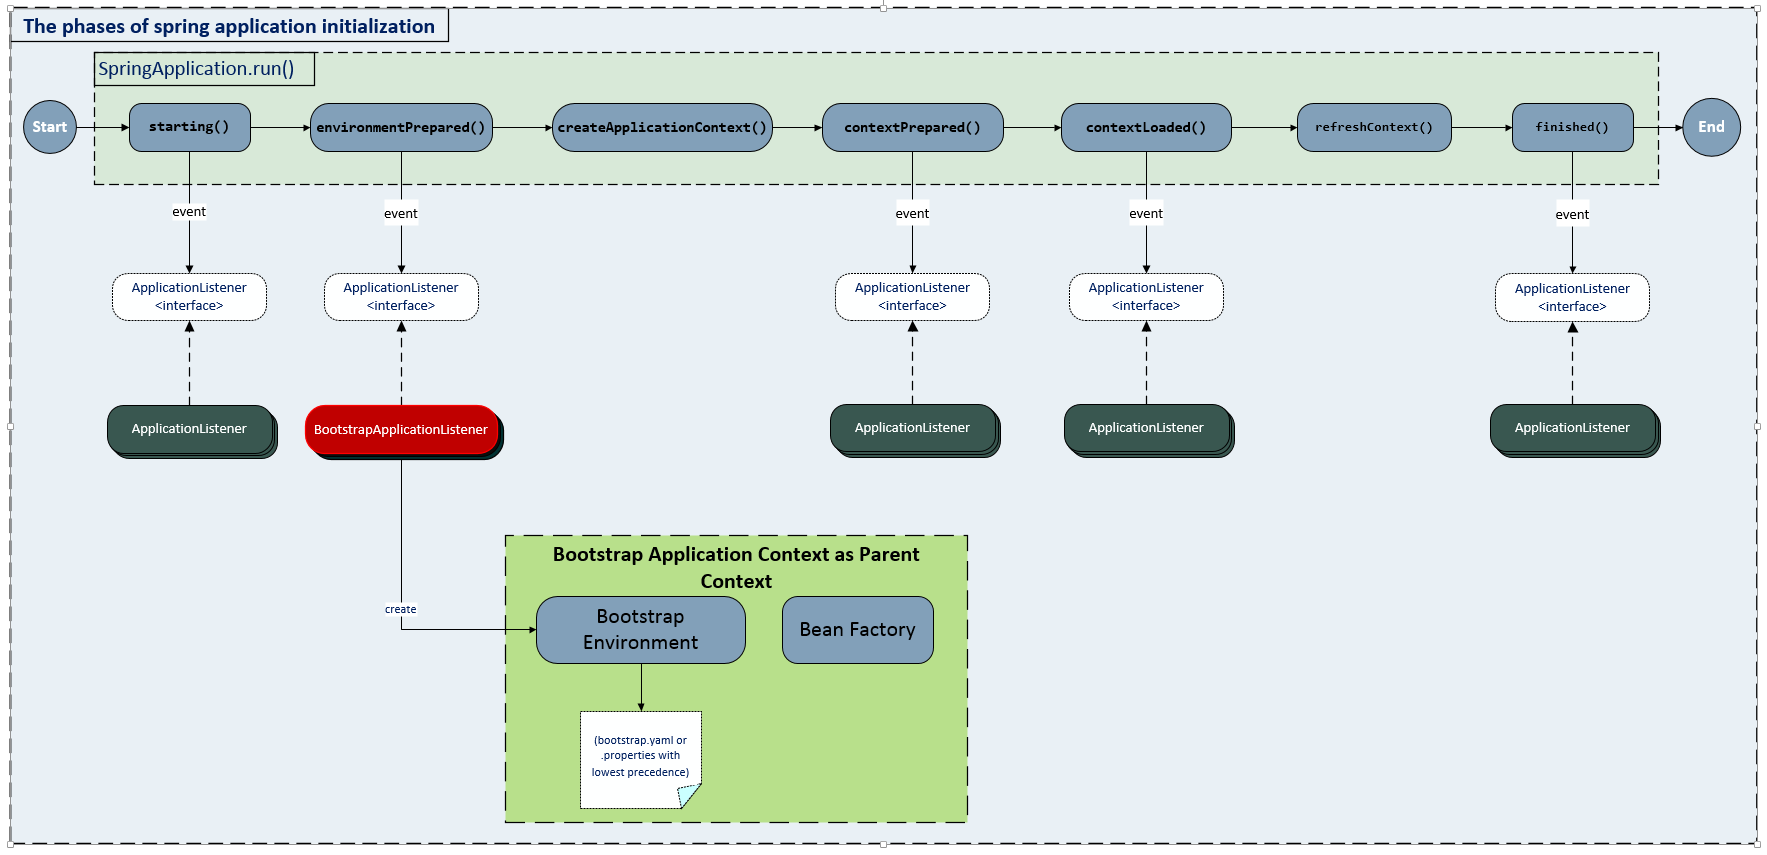 The phases of spring application initialization
SpringApplication.run()
Start
starting()
environmentPrepared()
createApplicationContext()
contextPrepared()
contextLoaded()
refreshContext()
finished()
End
event
event
event
event
event
ApplicationListener
<interface>
ApplicationListener
<interface>
ApplicationListener
<interface>
ApplicationListener
<interface>
ApplicationListener
<interface>
ApplicationListener
BootstrapApplicationListener
ApplicationListener
ApplicationListener
ApplicationListener
Bootstrap Application Context as Parent
Context
create
Bootstrap
Environment
Bean Factory
(bootstrap.yaml or
.properties with
lowest precedence)